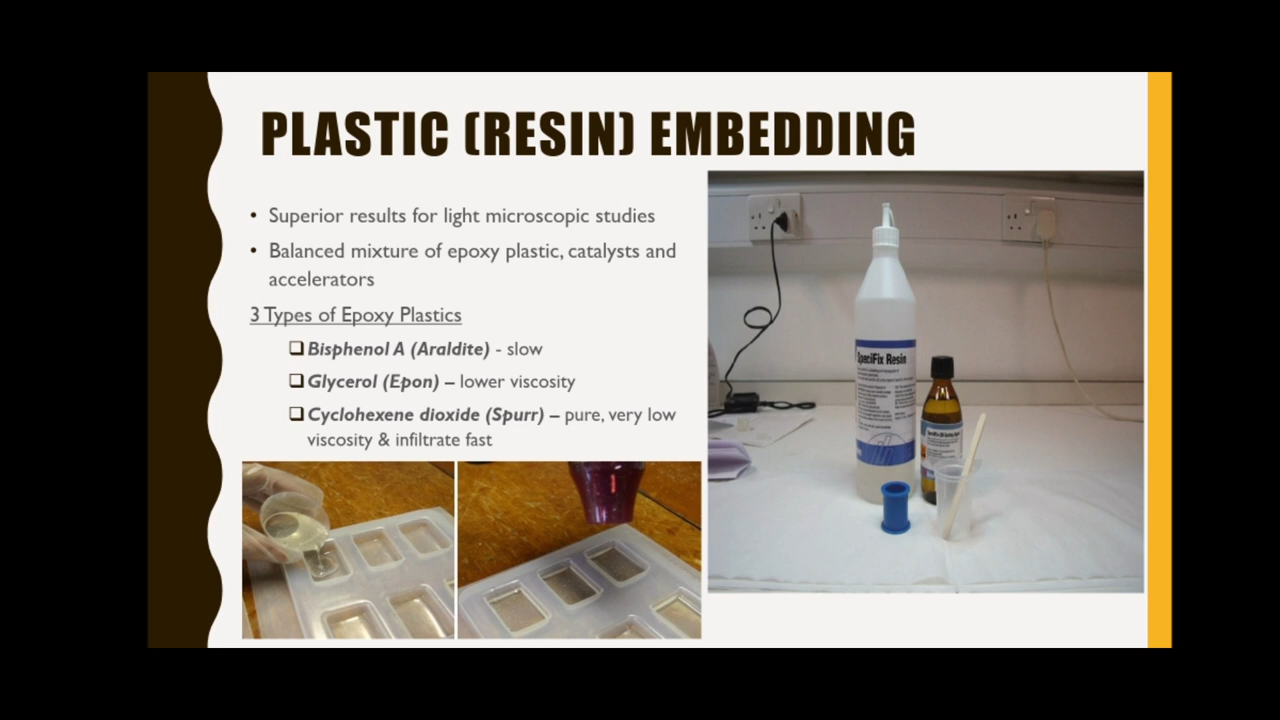 PLASTIC (RESIN) EMBEDDING
• Superior results for light microscopic studies
• Balanced mixture of epoxy plastic, catalysts and
accelerators
3 Types of Epoxy Plastics
❑ Bisphenol A (Araldite) - slow
❑ Glycerol (Epon) – lower viscosity
❑ Cyclohexene dioxide (Spurr) – pure, very low
viscosity & infiltrate fast
SpeciFix Resin